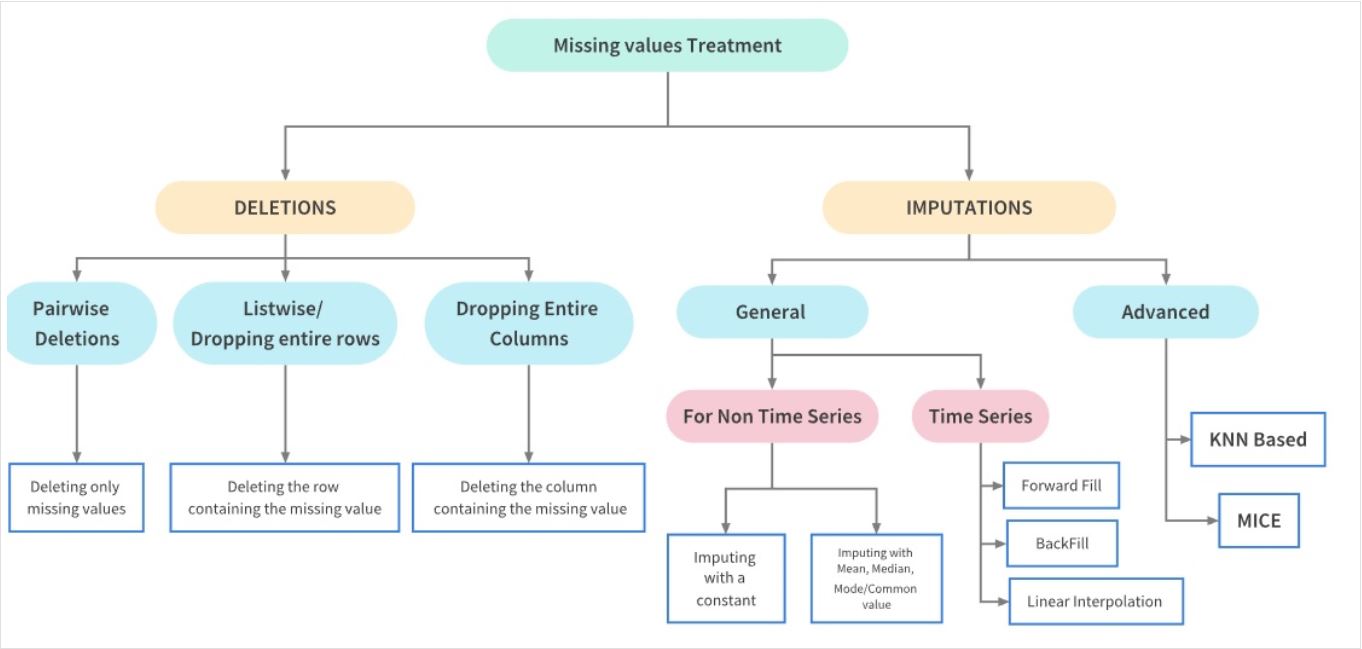 Missing values Treatment
DELETIONS
IMPUTATIONS
Pairwise
Deletions
Listwise/
Dropping entire rows
Dropping Entire
Columns
General
Advanced
For Non Time Series
Time Series
KNN Based
MICE
Deleting only
missing values
Deleting the row
containing the missing value
Deleting the column
containing the missing value
Forward Fill
BackFill
Linear Interpolation
Imputing
with a
constant
Imputing with
Mean, Median,
Mode/Common
value